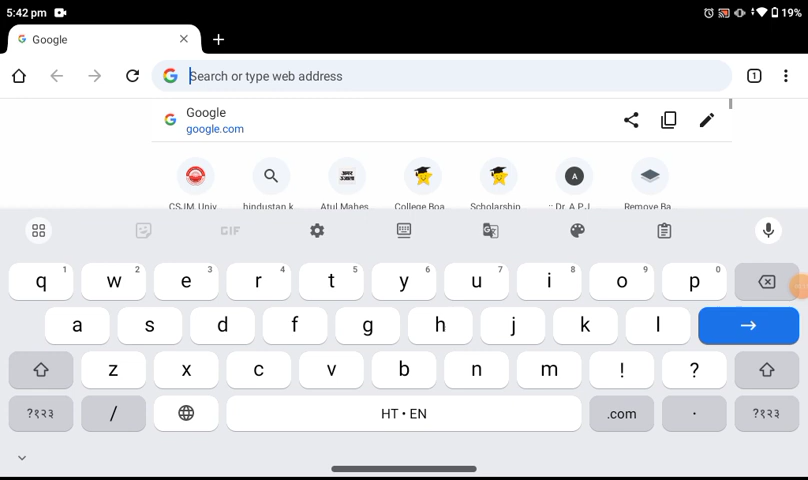 5:42 pm
19%
Google
Search or type web address
1
Google
google.com
CSJM Univ
hindustan k
Atul Mahes
College Boa
Scholarship
:: Dr. A.P.J
Remove Ba
GIF
q 1 w 2 e 3 r 4 t 5 y 6 u 7 i 8 o 9 p 0
a s d f g h j k l
z x c v b n m ! ?
?१२३ / HT • EN .com . ?१२३